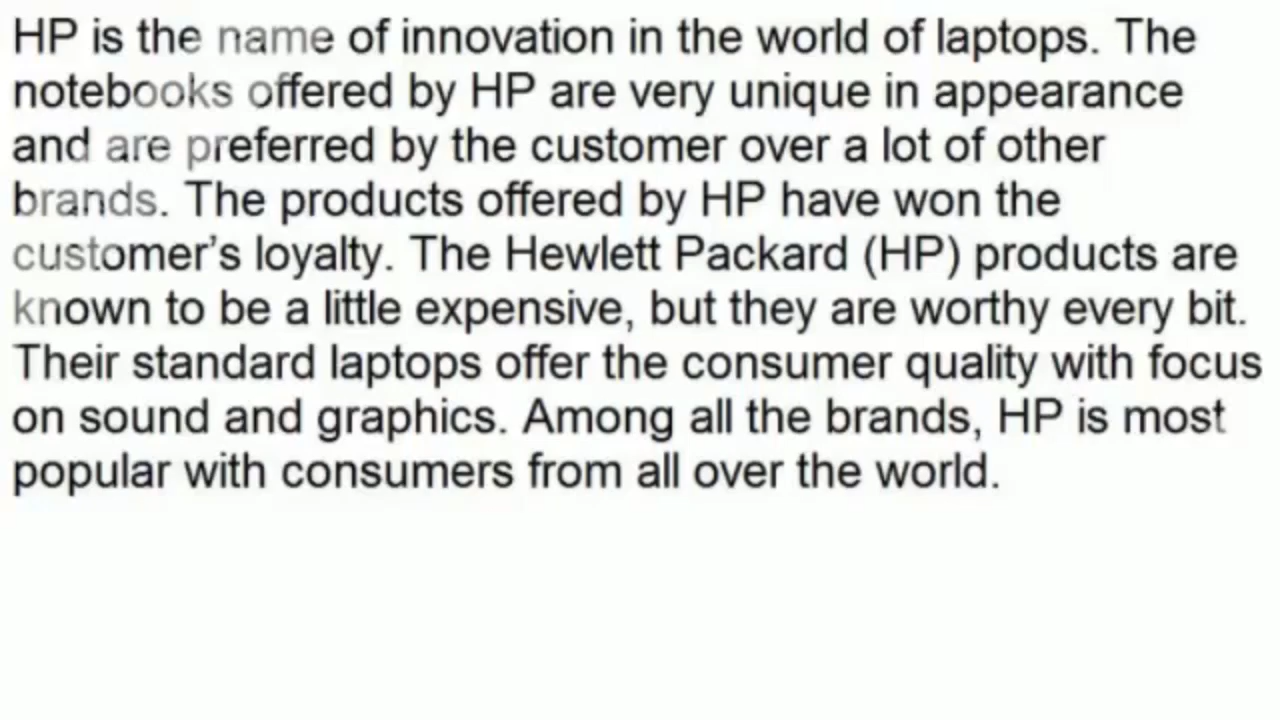 HP is the name of innovation in the world of laptops. The
notebooks offered by HP are very unique in appearance
and are preferred by the customer over a lot of other
brands. The products offered by HP have won the
customer’s loyalty. The Hewlett Packard (HP) products are
known to be a little expensive, but they are worthy every bit.
Their standard laptops offer the consumer quality with focus
on sound and graphics. Among all the brands, HP is most
popular with consumers from all over the world.